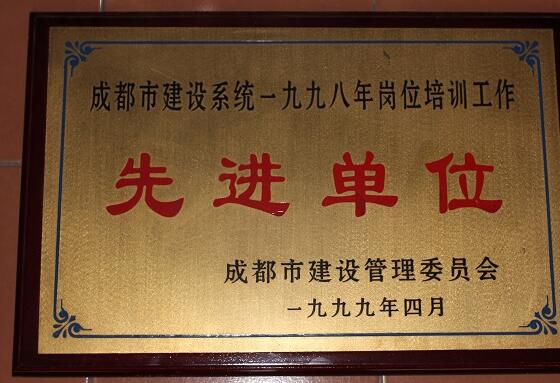 成都市建设系统一九九八年岗位培训工作
先进单位
成都市建设管理委员会
一九九九年四月